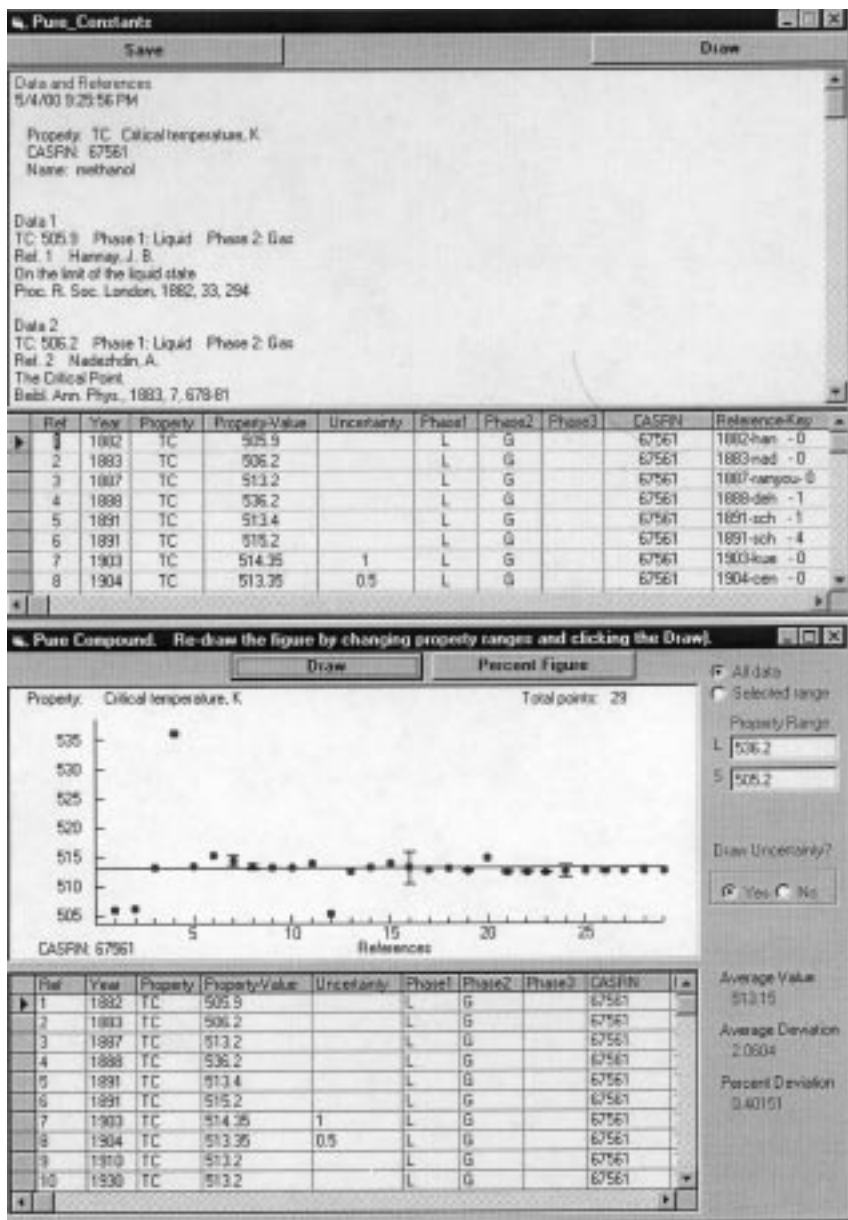 Pure_Constants
Save Draw
Data and References
5/4/00 9:25:56 PM
Property: TC Critical temperature, K
CASRN: 67561
Name: methanol
Data 1
TC: 505.9 Phase 1: Liquid Phase 2: Gas
Ref. 1 Hannay, J. B.
On the limit of the liquid state
Proc. R. Soc. London, 1882, 33, 294
Data 2
TC: 506.2 Phase 1: Liquid Phase 2: Gas
Ref. 2 Nadezhdin, A.
The Critical Point
Beibl. Ann. Phys., 1883, 7, 678-81
Ref Year Property Property-Value Uncertainty Phase1 Phase2 Phase3 CASRN Reference-Key
1882 TC 505.9 L G 67561 1882-han - 0
2 1883 TC 506.2 L G 67561 1883-nad - 0
3 1887 TC 513.2 L G 67561 1887-ramyou- 0
4 1888 TC 536.2 L G 67561 1888-deh - 1
5 1891 TC 513.4 L G 67561 1891-sch - 1
6 1891 TC 515.2 L G 67561 1891-sch - 4
7 1903 TC 514.35 1 L G 67561 1903-kue - 0
8 1904 TC 513.35 0.5 L G 67561 1904-cen - 0
Pure Compound. Re-draw the figure by changing property ranges and clicking the Draw].
Draw Percent Figure
All data
Selected range
Property Range
L 536.2
S 505.2
Draw Uncertainty?
Yes No
Property: Critical temperature, K Total points: 29
535
530
525
520
515
510
505
5 10 15 20 25
CASRN: 67561 References
Ref Year Property Property-Value Uncertainty Phase1 Phase2 Phase3 CASRN
1 1882 TC 505.9 L G 67561
2 1883 TC 506.2 L G 67561
3 1887 TC 513.2 L G 67561
4 1888 TC 536.2 L G 67561
5 1891 TC 513.4 L G 67561
6 1891 TC 515.2 L G 67561
7 1903 TC 514.35 1 L G 67561
8 1904 TC 513.35 0.5 L G 67561
9 1910 TC 513.2 L G 67561
10 1930 TC 513.2 L G 67561
Average Value
513.15
Average Deviation
2.0604
Percent Deviation
0.40151